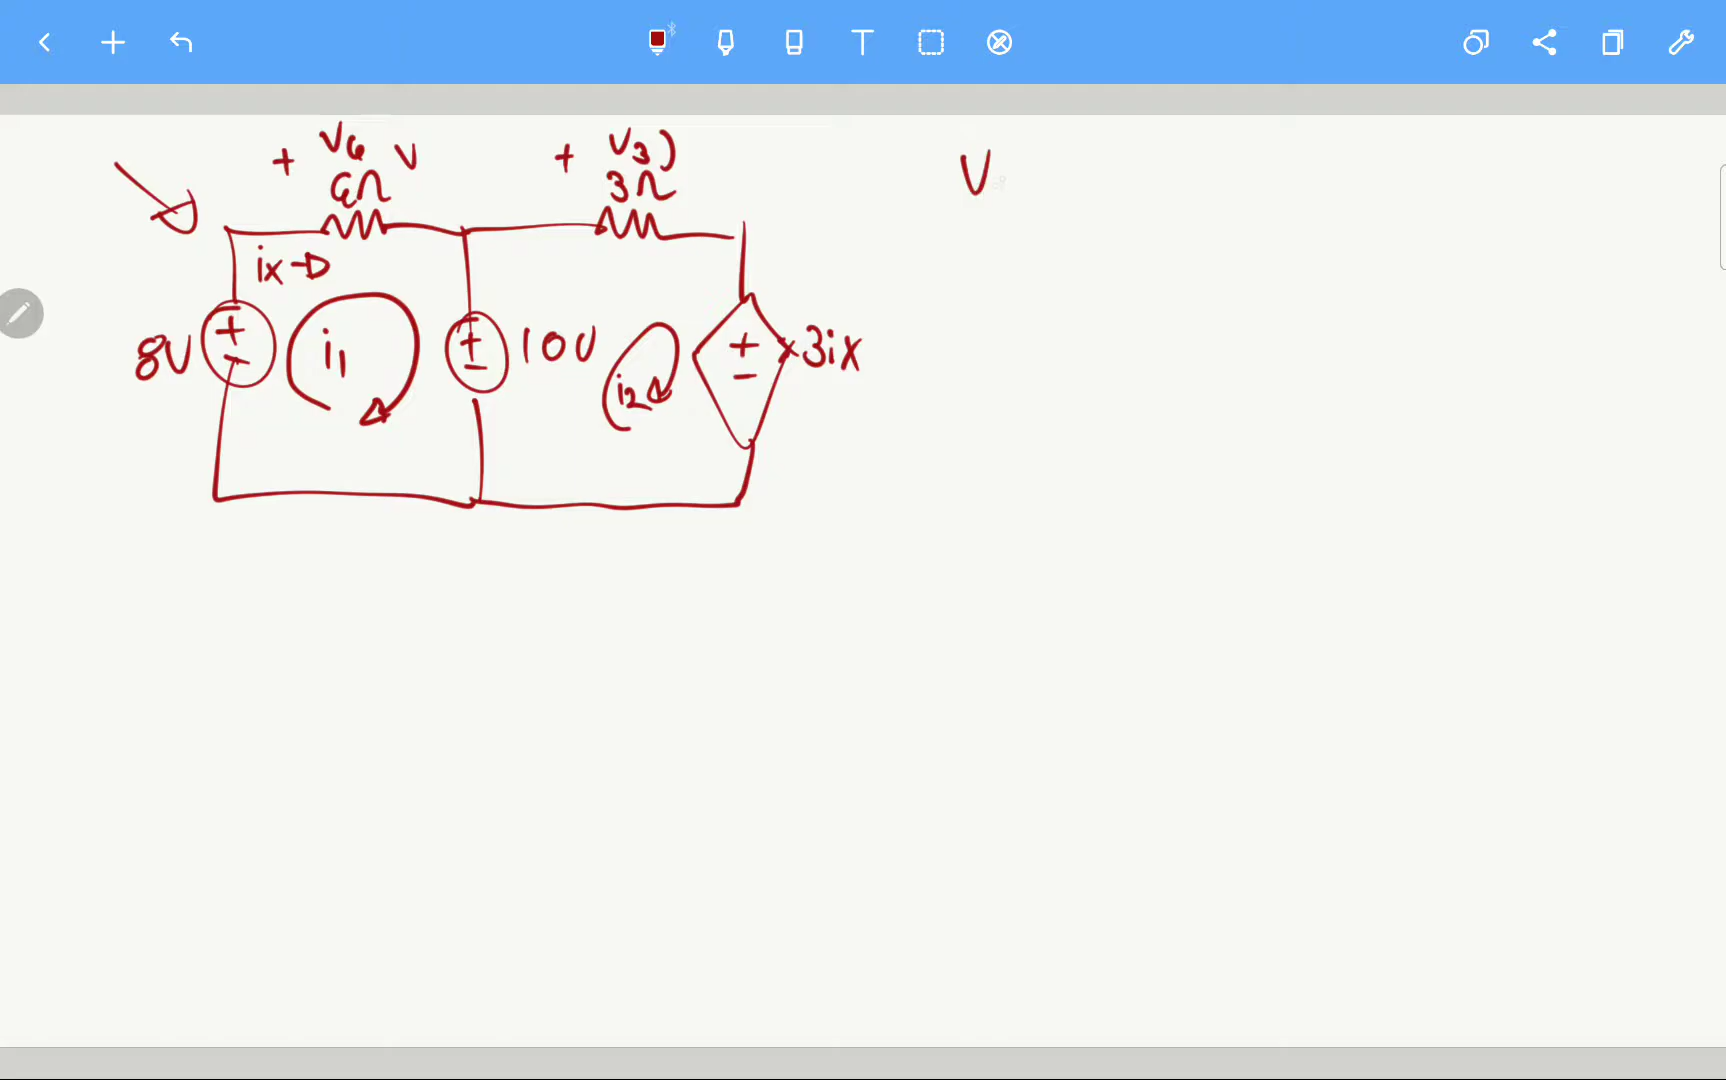 + V6 V + V3 V
6Ω 3Ω
ix
8V + - i1 + - 10V i2 + - 3ix